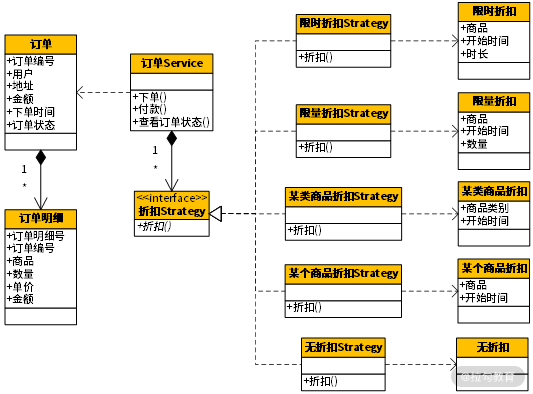 订单
+订单编号
+用户
+地址
+金额
+下单时间
+订单状态
1
*
订单明细
+订单明细号
+订单编号
+商品
+数量
+单价
+金额
订单Service
+下单()
+付款()
+查看订单状态()
1
*
<<interface>>
折扣Strategy
+折扣()
限时折扣Strategy
+折扣()
限量折扣Strategy
+折扣()
某类商品折扣Strategy
+折扣()
某个商品折扣Strategy
+折扣()
无折扣Strategy
+折扣()
限时折扣
+商品
+开始时间
+时长
限量折扣
+商品
+开始时间
+数量
某类商品折扣
+商品类别
+开始时间
某个商品折扣
+商品
+开始时间
无折扣
@拉勾教育